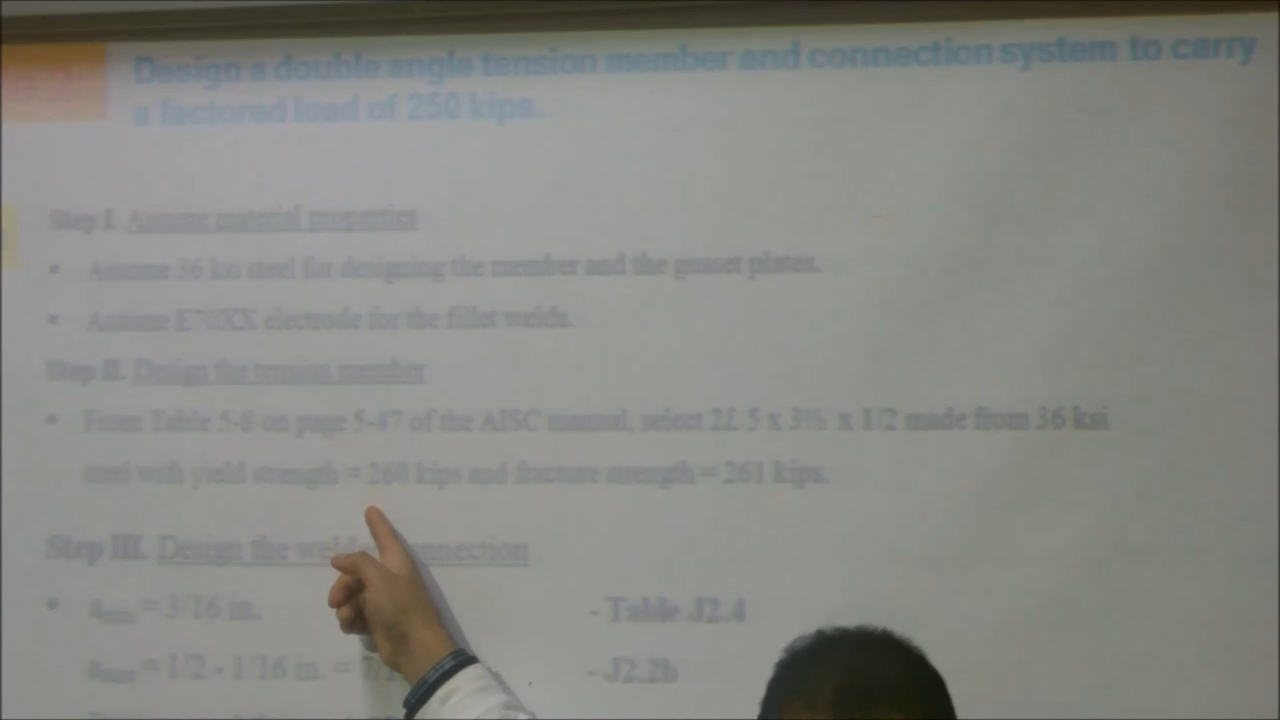 Design a double angle tension member and connection system to carry
a factored load of 250 kips.
Step I. Assume material properties
• Assume 36 ksi steel for designing the member and the gusset plates.
• Assume E70XX electrode for the fillet welds.
Step II. Design the tension member
• From Table 5-8 on page 5-47 of the AISC manual, select 2L 5 x 3½ x 1/2 made from 36 ksi
steel with yield strength = 260 kips and fracture strength = 261 kips.
Step III. Design the connection
• amin = 3/16 in. - Table J2.4
amax = 1/2 - 1/16 in. = - J2.2b